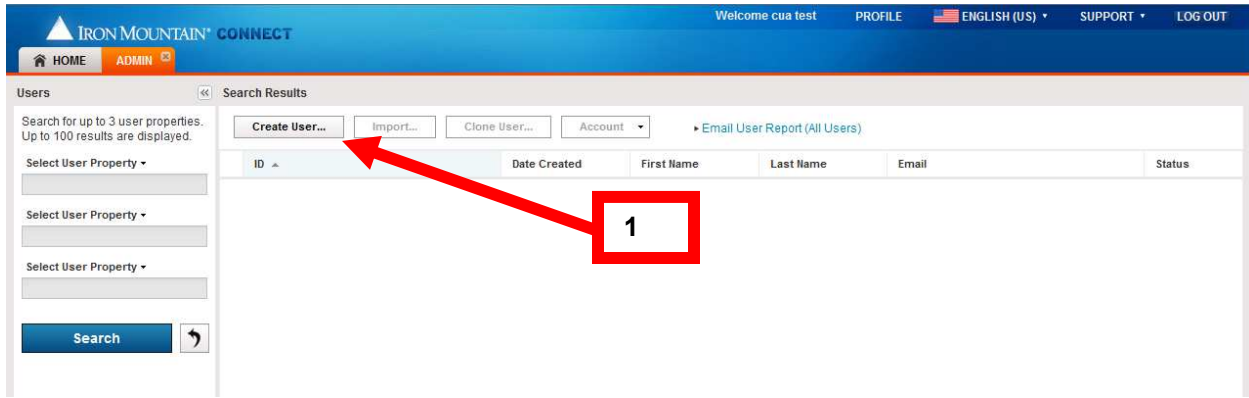 Welcome cua test PROFILE ENGLISH (US) SUPPORT LOG OUT
IRON MOUNTAIN® CONNECT
HOME ADMIN
Users Search Results
Search for up to 3 user properties.
Up to 100 results are displayed.
Create User... Import... Clone User... Account Email User Report (All Users)
Select User Property ID Date Created First Name Last Name Email Status
Select User Property
1
Select User Property
Search